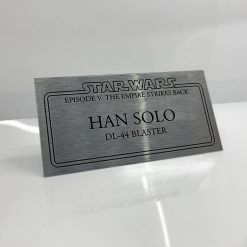 STAR WARS
EPISODE V: THE EMPIRE STRIKES BACK
HAN SOLO
DL-44 BLASTER